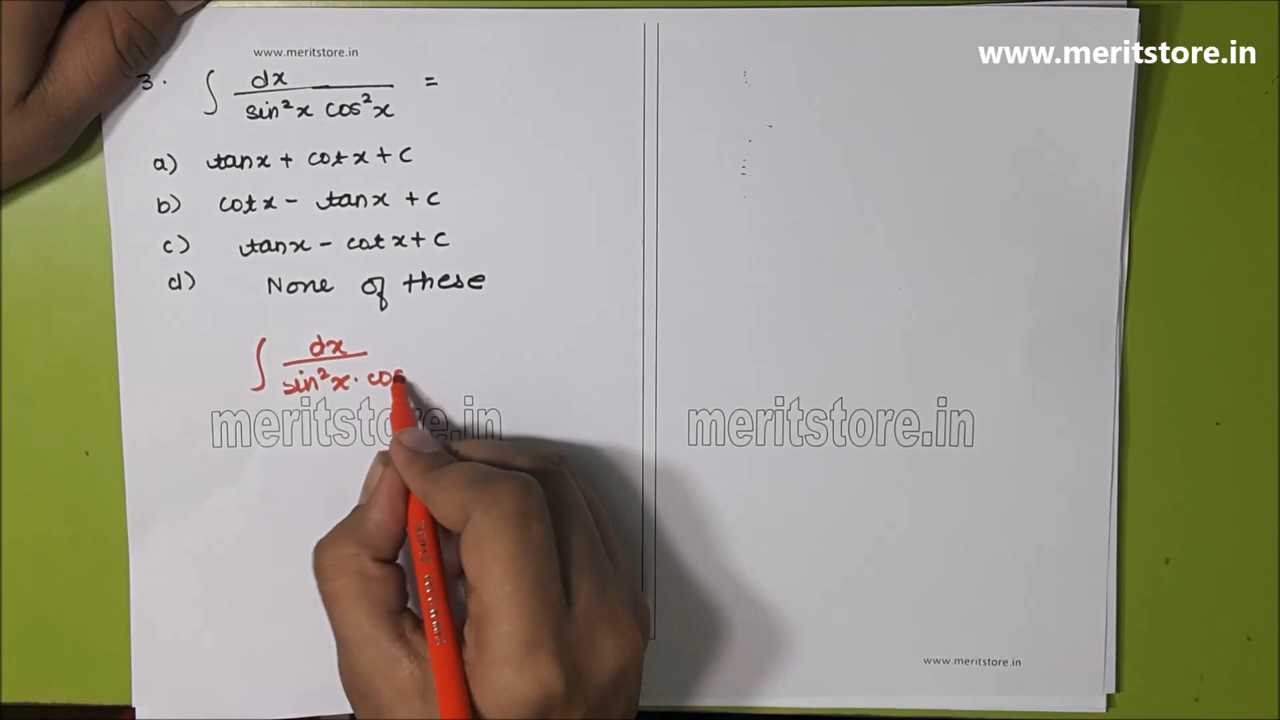 www.meritstore.in
www.meritstore.in
3. ∫ dx / sin²x cos²x =
a) tanx + cotx + c
b) cotx - tanx + c
c) tanx - cotx + c
d) None of these
∫ dx / sin²x · cos
meritstore.in
meritstore.in
www.meritstore.in